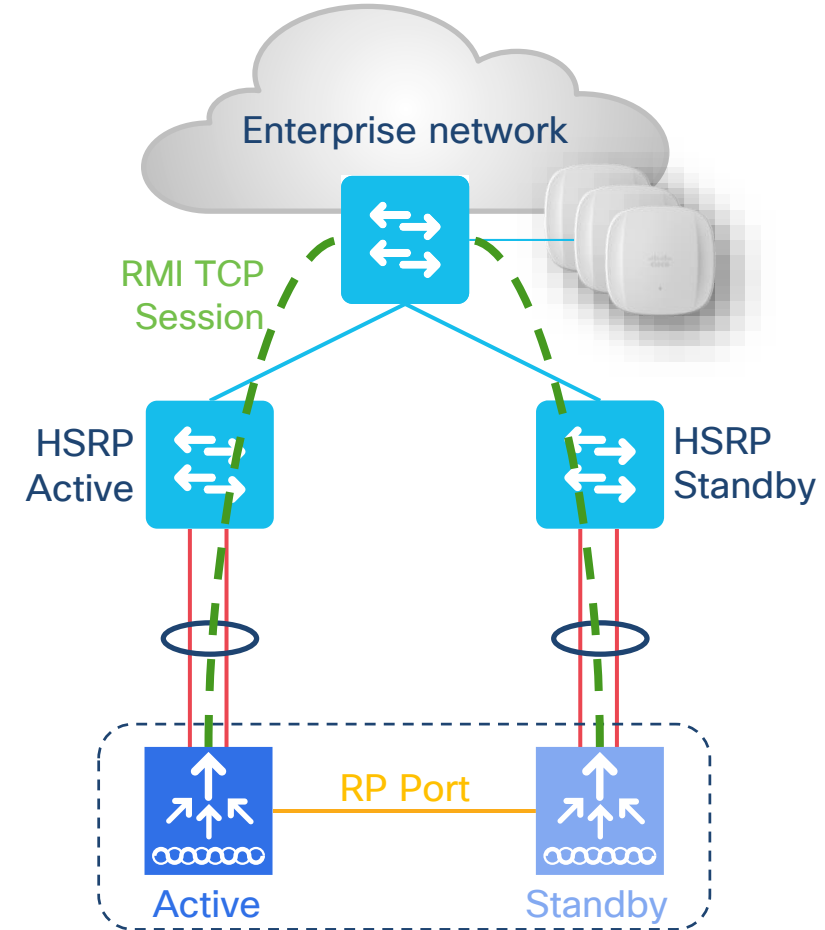 Enterprise network
RMI TCP
Session
HSRP
Active
HSRP
Standby
RP Port
Active
Standby